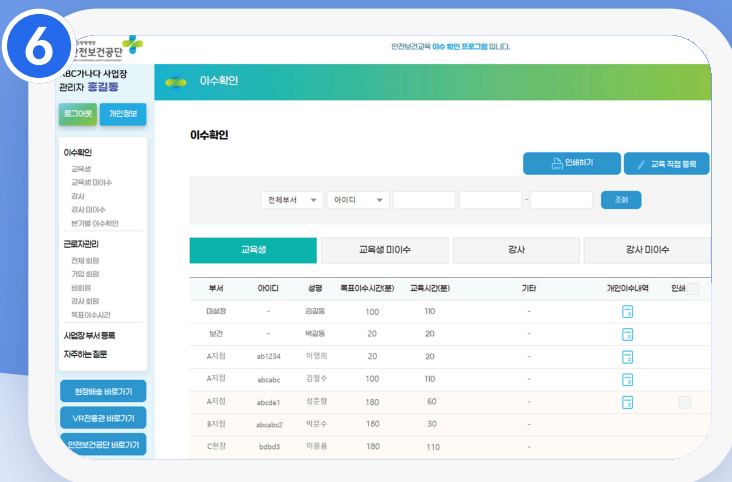 6
안전보건공단
안전보건교육 이수 확인 프로그램 입니다.
ABC가나다 사업장
관리자 홍길동
이수확인
로그아웃 개인정보
이수확인
이수확인
교육생
교육생 미이수
강사
강사 미이수
분기별 이수확인
인쇄하기 교육 직접 등록
전체부서 아이디 - 조회
근로자관리
전체 회원
가입 회원
비회원
강사 회원
목표이수시간
사업장 부서 등록
자주하는 질문
현장배송 바로가기
VR전용관 바로가기
안전보건공단 바로가기
교육생 교육생 미이수 강사 강사 미이수
부서 아이디 성명 목표이수시간(분) 교육시간(분) 기타 개인이수내역 인쇄
미설정 - 김길동 100 110 -
보건 - 박길동 20 20 -
A지점 ab1234 이영희 20 20 -
A지점 abcabc 김철수 100 110 -
A지점 abcde1 성춘향 180 60 -
B지점 abcabc2 박문수 180 30 -
C현장 bdbd3 이몽룡 180 110 -